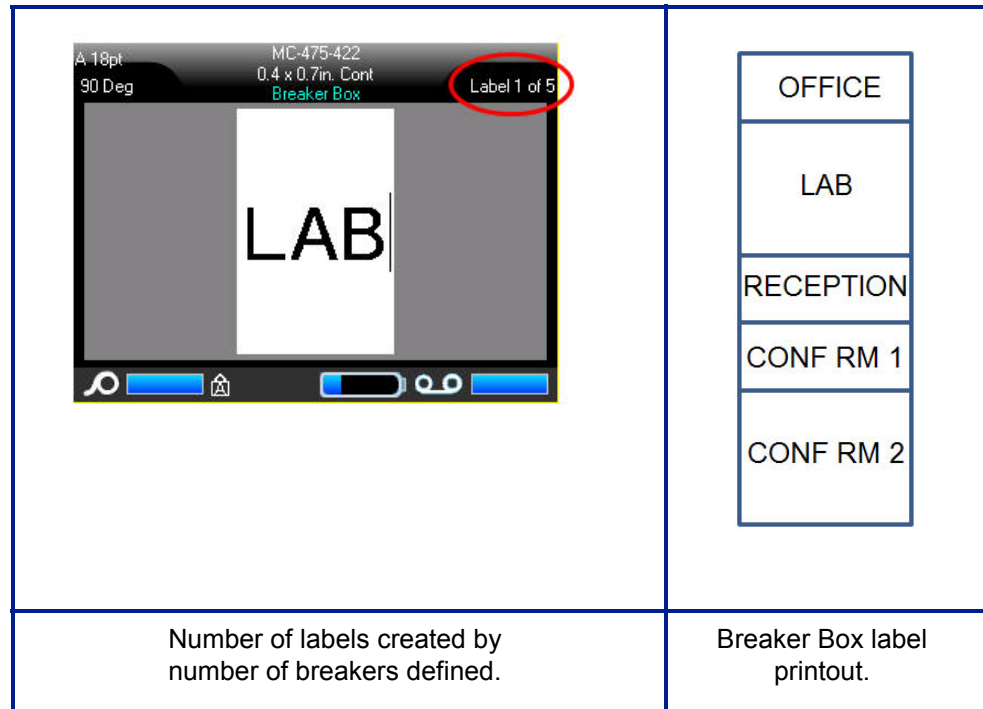 A 18pt
MC-475-422
90 Deg
0.4 x 0.7in. Cont
Breaker Box
Label 1 of 5
LAB
A
OFFICE
LAB
RECEPTION
CONF RM 1
CONF RM 2
Number of labels created by
number of breakers defined.
Breaker Box label
printout.